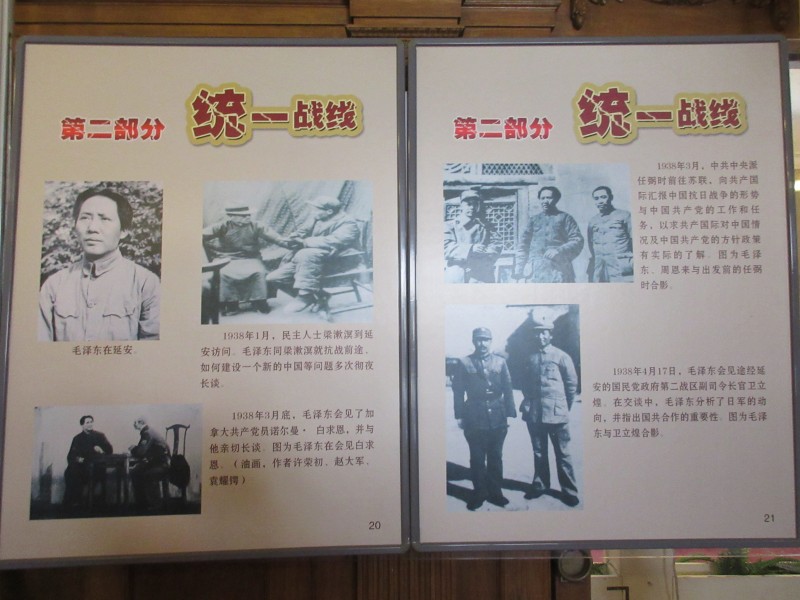 第二部分 统一战线
毛泽东在延安。
1938年1月，民主人士梁漱溟到延
安访问。毛泽东同梁漱溟就抗战前途、
如何建设一个新的中国等问题多次彻夜
长谈。
1938年3月底，毛泽东会见了加
拿大共产党员诺尔曼·白求恩，并与
他亲切长谈。图为毛泽东在会见白求
恩。（油画，作者许荣初、赵大军、
袁耀锷）
20
第二部分 统一战线
1938年3月，中共中央派
任弼时前往苏联，向共产国
际汇报中国抗日战争的形势
与中国共产党的工作和任
务，以求共产国际对中国情
况及中国共产党的方针政策
有实际的了解。图为毛泽
东、周恩来与出发前的任弼
时合影。
1938年4月17日，毛泽东会见途经延
安的国民党政府第二战区副司令长官卫立
煌。在交谈中，毛泽东分析了日军的动
向，并指出国共合作的重要性。图为毛泽
东与卫立煌合影。
21